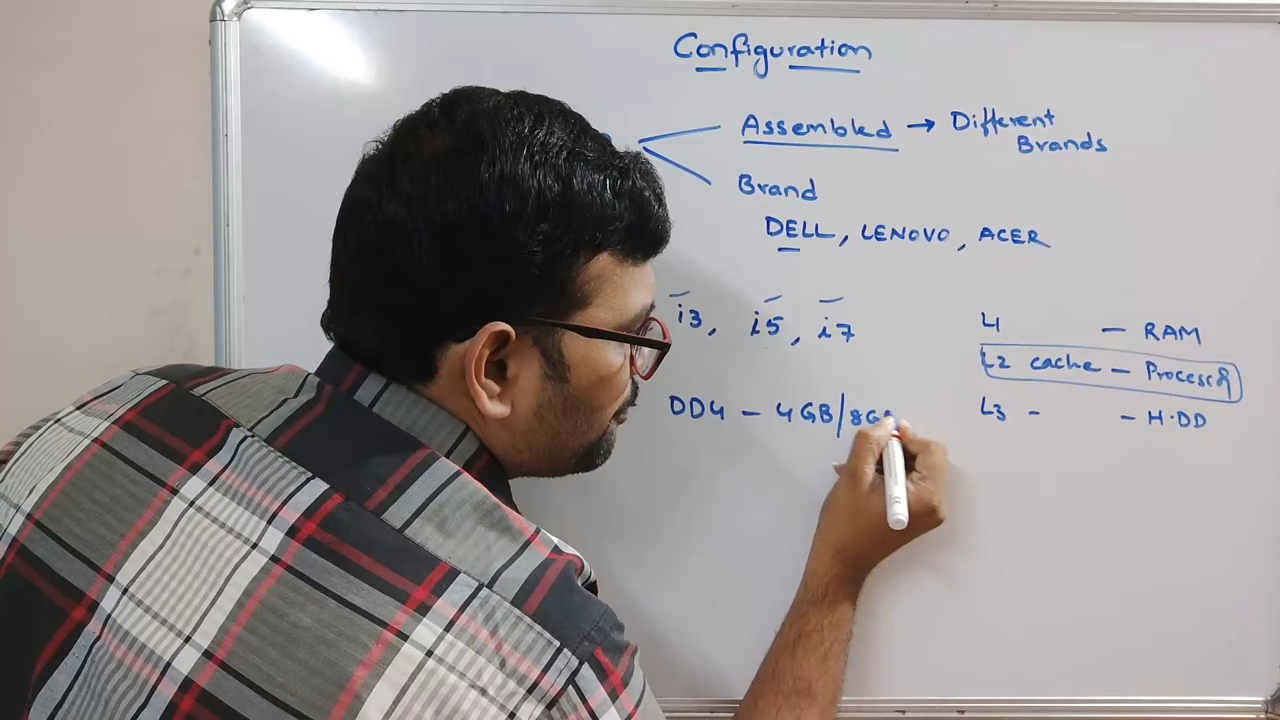 Configuration
Assembled → Different
Brands
Brand
DELL, LENOVO, ACER
i3, i5, i7
L1 - RAM
L2 cache - Processor
DD4 - 4GB/8G
L3 - - H.DD